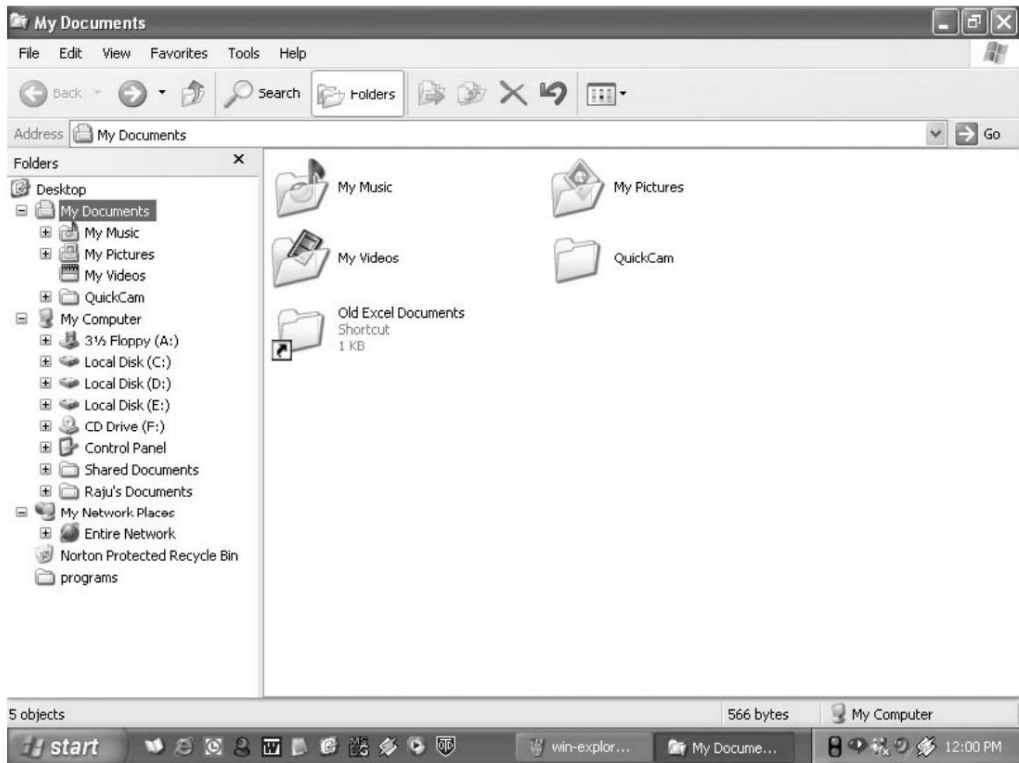 My Documents
File Edit View Favorites Tools Help
Back Search Folders
Address My Documents Go
Folders
Desktop
My Documents
My Music
My Pictures
My Videos
QuickCam
My Computer
3½ Floppy (A:)
Local Disk (C:)
Local Disk (D:)
Local Disk (E:)
CD Drive (F:)
Control Panel
Shared Documents
Raju's Documents
My Network Places
Entire Network
Norton Protected Recycle Bin
programs
My Music My Pictures
My Videos QuickCam
Old Excel Documents
Shortcut
1 KB
5 objects 566 bytes My Computer
start win-explor... My Docume... 12:00 PM